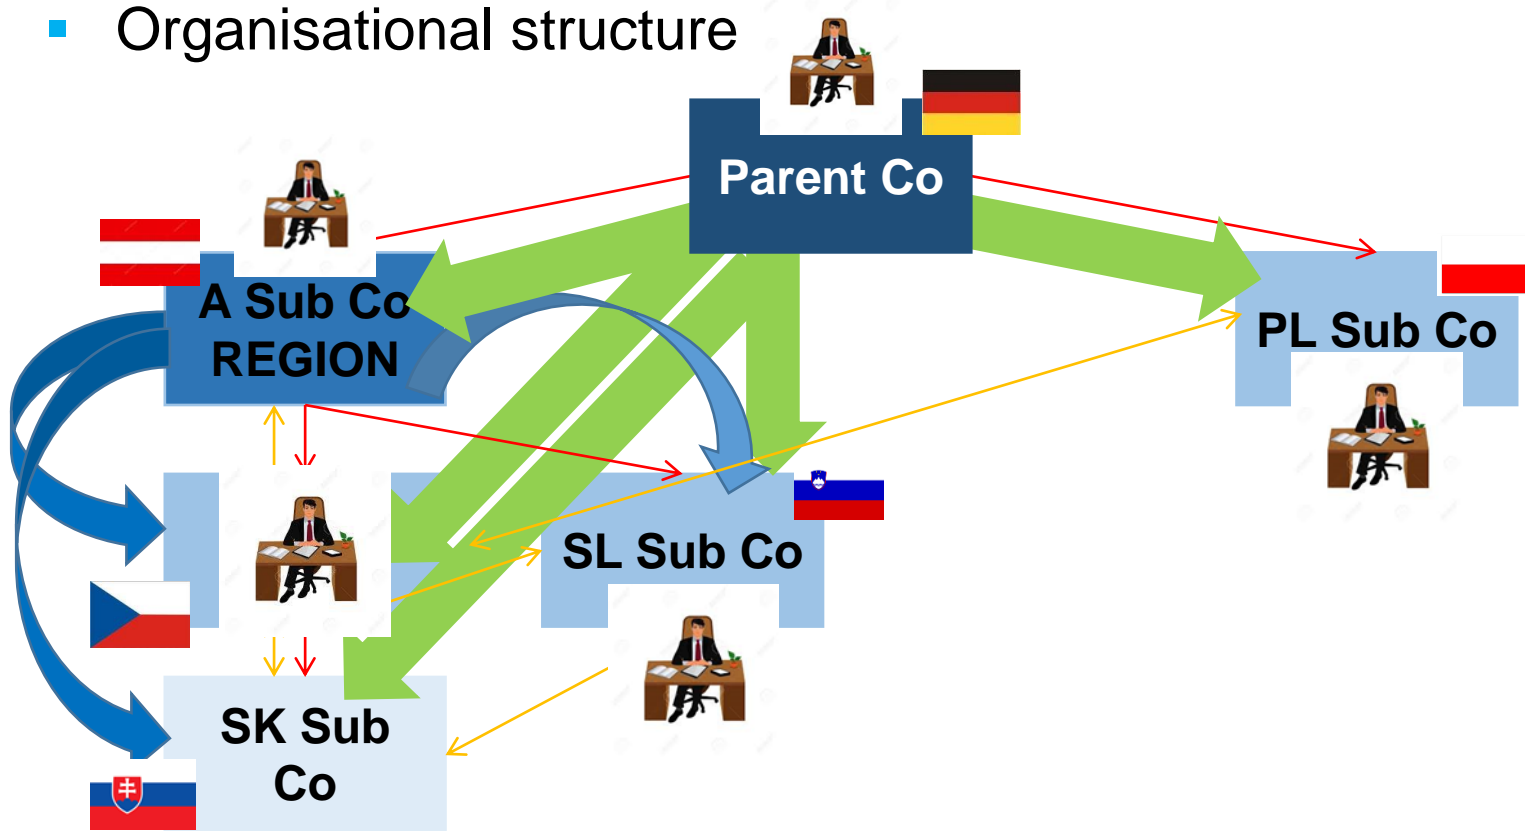 Organisational structure
Parent Co
A Sub Co
REGION
PL Sub Co
SL Sub Co
SK Sub
Co